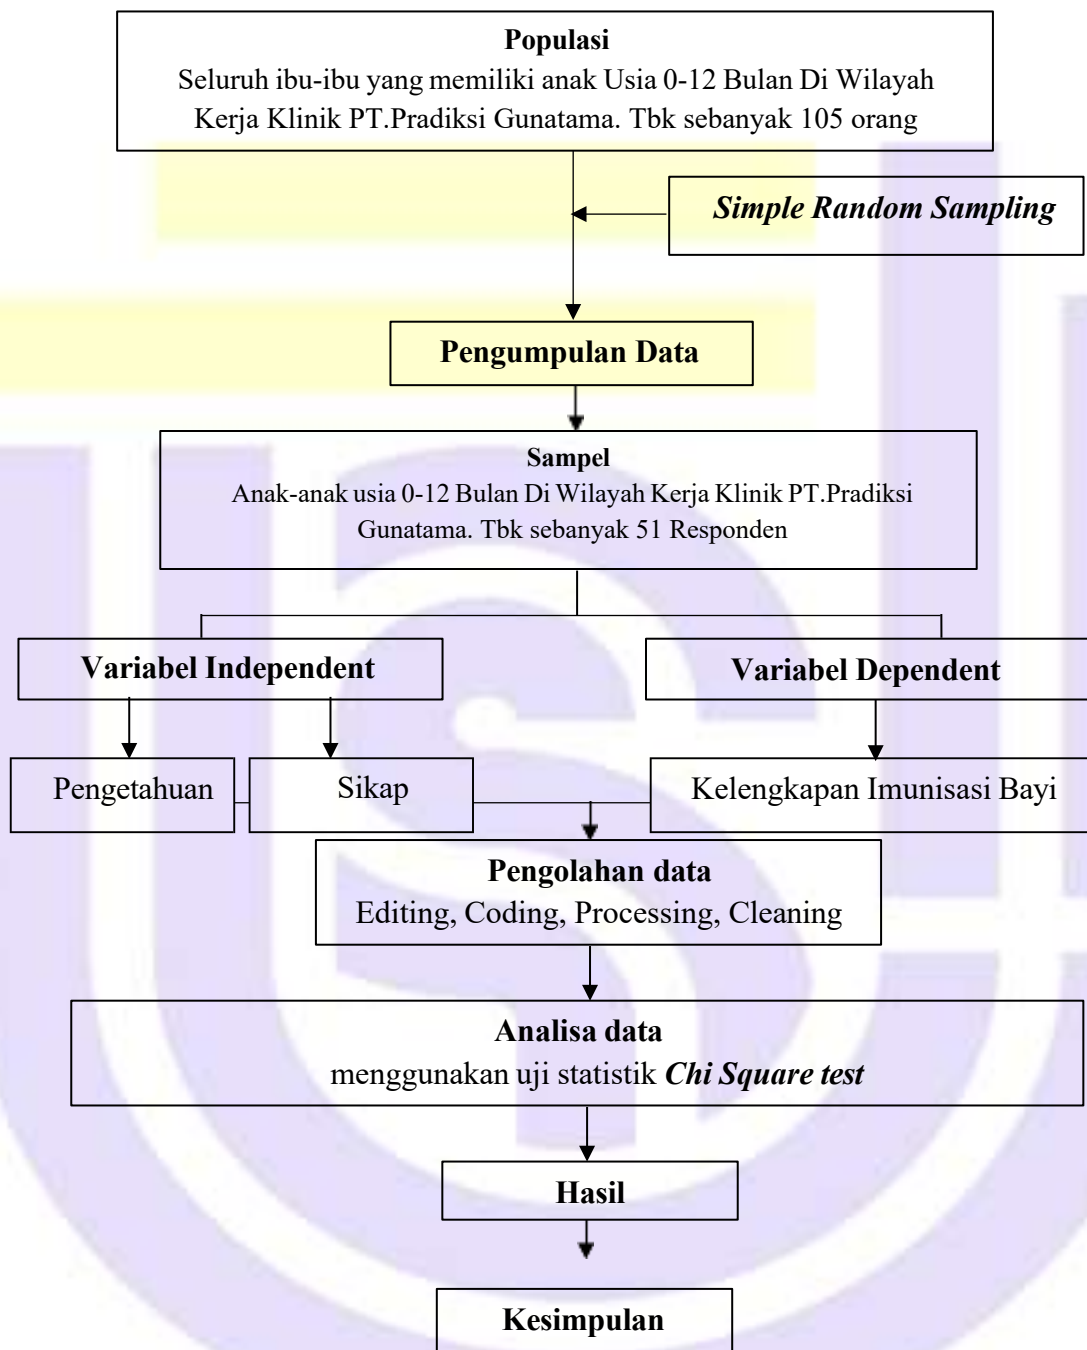 Populasi
Seluruh ibu-ibu yang memiliki anak Usia 0-12 Bulan Di Wilayah
Kerja Klinik PT.Pradiksi Gunatama. Tbk sebanyak 105 orang
Simple Random Sampling
Pengumpulan Data
Sampel
Anak-anak usia 0-12 Bulan Di Wilayah Kerja Klinik PT.Pradiksi
Gunatama. Tbk sebanyak 51 Responden
Variabel Independent
Variabel Dependent
Pengetahuan
Sikap
Kelengkapan Imunisasi Bayi
Pengolahan data
Editing, Coding, Processing, Cleaning
Analisa data
menggunakan uji statistik Chi Square test
Hasil
Kesimpulan